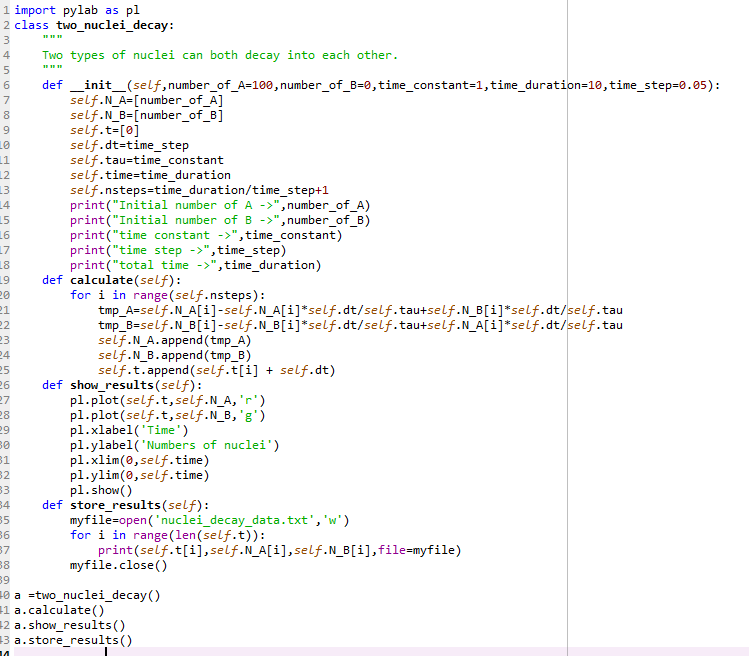 1 import pylab as pl
2 class two_nuclei_decay:
3     """
4     Two types of nuclei can both decay into each other.
5     """
6     def __init__(self,number_of_A=100,number_of_B=0,time_constant=1,time_duration=10,time_step=0.05):
7         self.N_A=[number_of_A]
8         self.N_B=[number_of_B]
9         self.t=[0]
10         self.dt=time_step
11         self.tau=time_constant
12         self.time=time_duration
13         self.nsteps=time_duration/time_step+1
14         print("Initial number of A ->",number_of_A)
15         print("Initial number of B ->",number_of_B)
16         print("time constant ->",time_constant)
17         print("time step ->",time_step)
18         print("total time ->",time_duration)
19     def calculate(self):
20         for i in range(self.nsteps):
21             tmp_A=self.N_A[i]-self.N_A[i]*self.dt/self.tau+self.N_B[i]*self.dt/self.tau
22             tmp_B=self.N_B[i]-self.N_B[i]*self.dt/self.tau+self.N_A[i]*self.dt/self.tau
23             self.N_A.append(tmp_A)
24             self.N_B.append(tmp_B)
25             self.t.append(self.t[i] + self.dt)
26     def show_results(self):
27         pl.plot(self.t,self.N_A,'r')
28         pl.plot(self.t,self.N_B,'g')
29         pl.xlabel('Time')
30         pl.ylabel('Numbers of nuclei')
31         pl.xlim(0,self.time)
32         pl.ylim(0,self.time)
33         pl.show()
34     def store_results(self):
35         myfile=open('nuclei_decay_data.txt','w')
36         for i in range(len(self.t)):
37             print(self.t[i],self.N_A[i],self.N_B[i],file=myfile)
38         myfile.close()
39
40 a =two_nuclei_decay()
41 a.calculate()
42 a.show_results()
43 a.store_results()
44